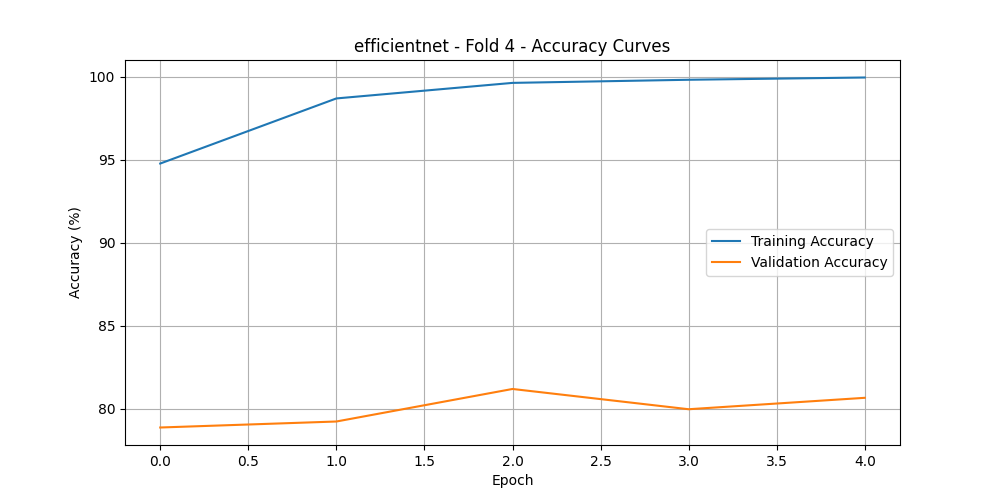 efficientnet - Fold 4 - Accuracy Curves
100
95
90
85
80
Accuracy (%)
Training Accuracy
Validation Accuracy
0.0 0.5 1.0 1.5 2.0 2.5 3.0 3.5 4.0
Epoch